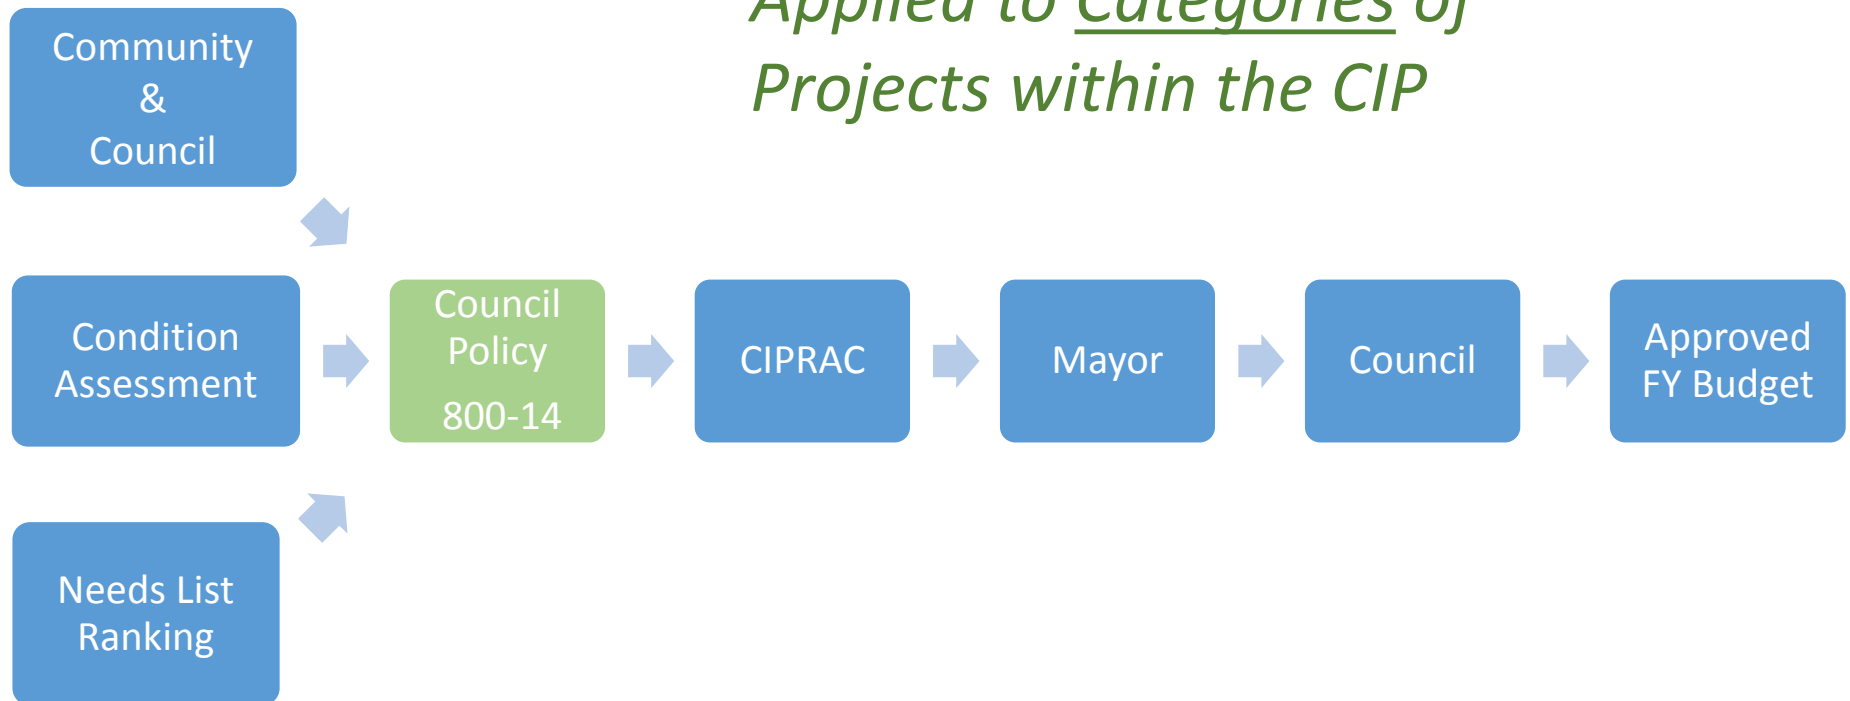 Applied to Categories of
Projects within the CIP
Community
&
Council
Condition
Assessment
Needs List
Ranking
Council
Policy
800-14
CIPRAC
Mayor
Council
Approved
FY Budget